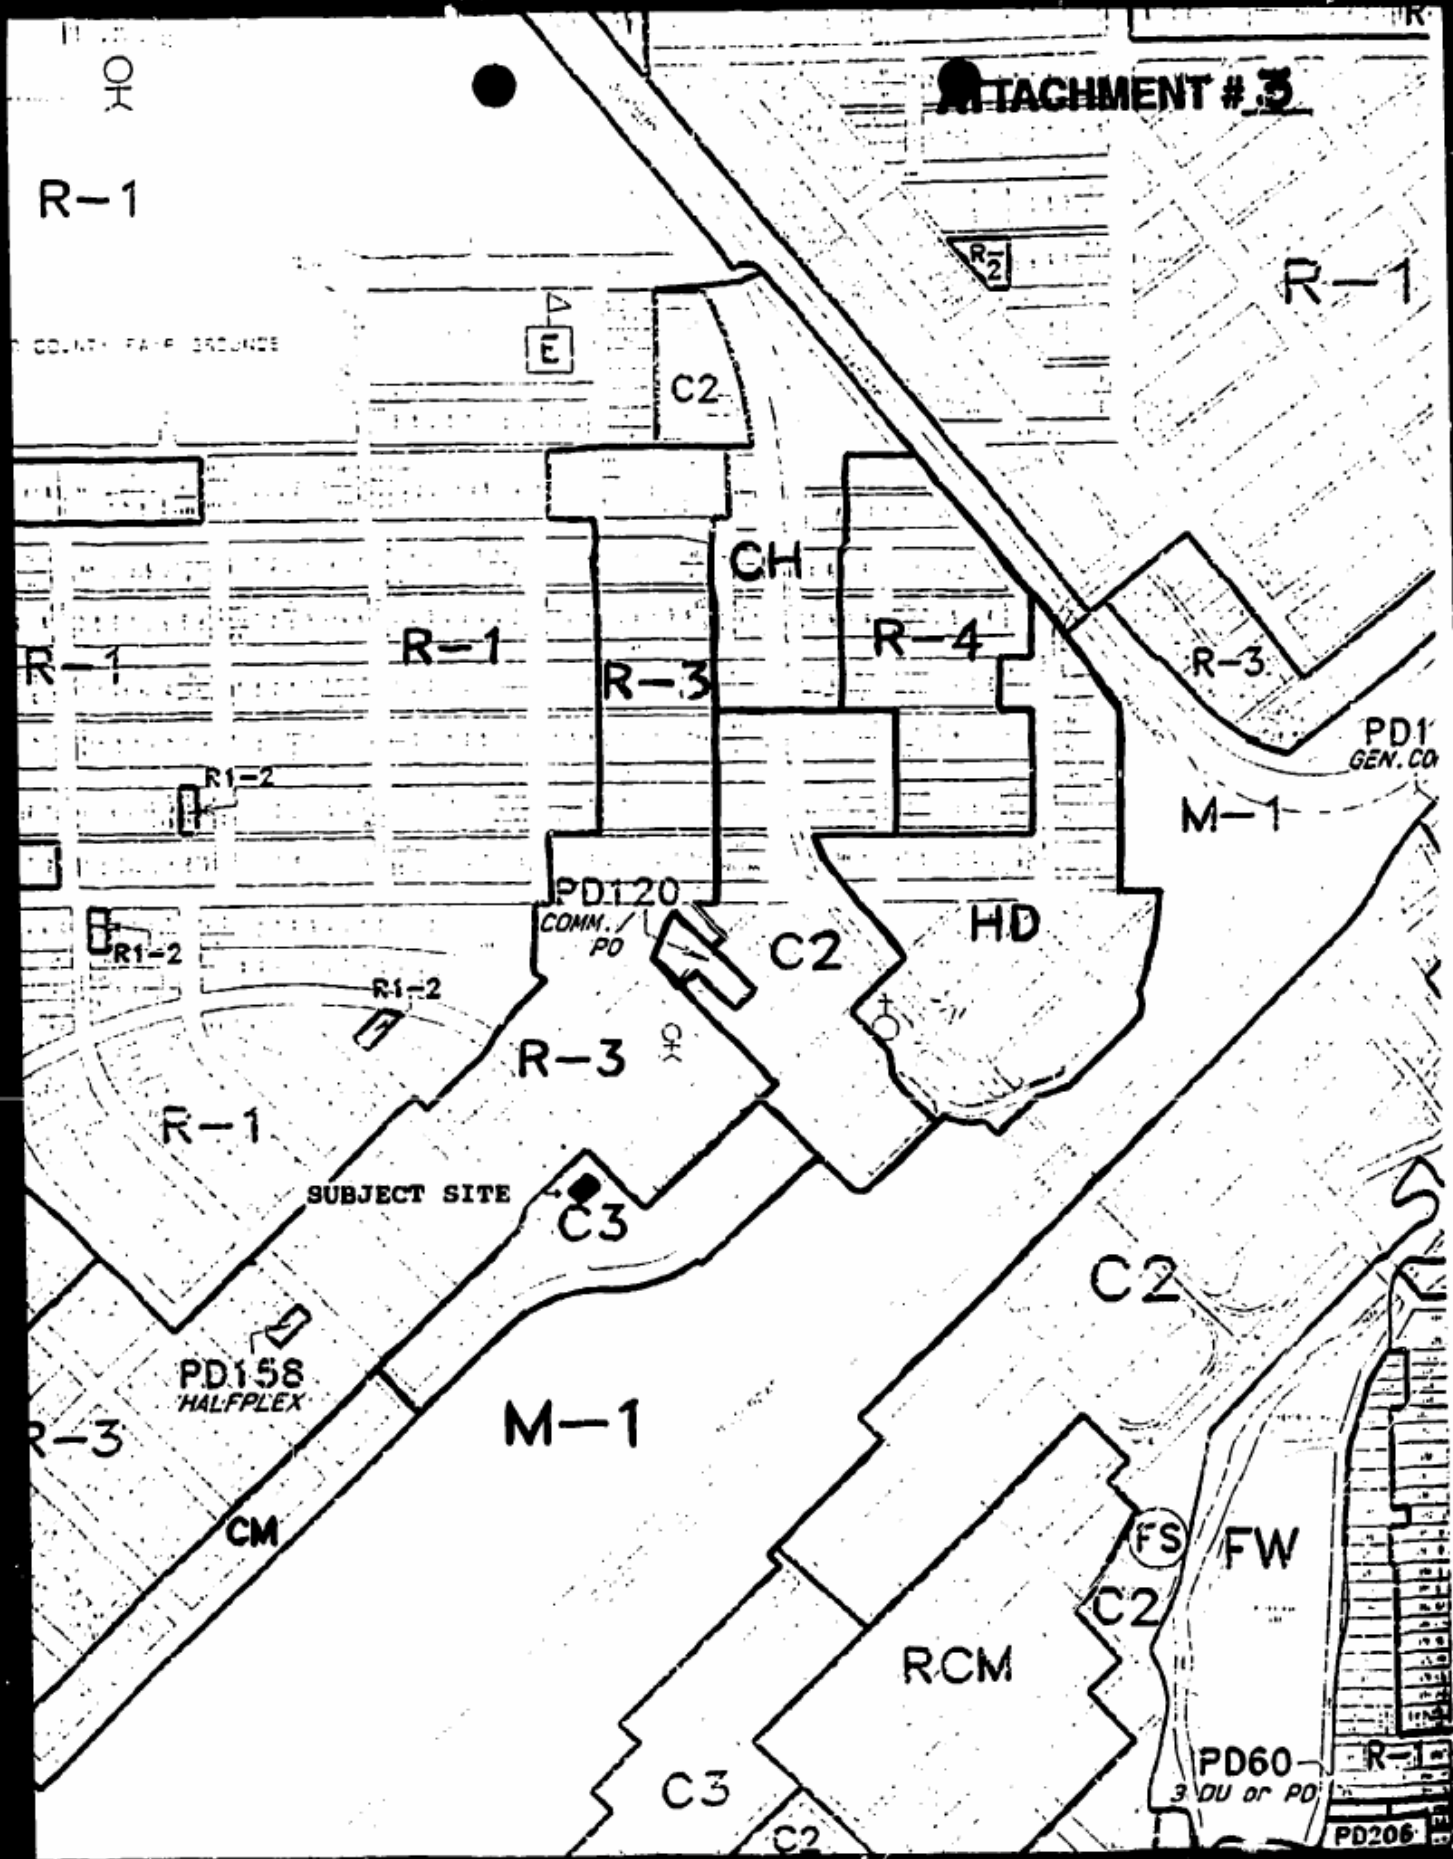 R
ATTACHMENT # 3
R-1
R-2
R-1
COUNTY FAIR GROUNDS
E
C2
CH
R-4
R-1
R-1
R-3
R-3
PD1
GEN. CO
M-1
R1-2
PD120
COMM. /
PO
HD
C2
R1-2
R1-2
R-3
R-1
SUBJECT SITE
C3
C2
PD158
HALFPLEX
M-1
R-3
CM
FS
FW
C2
RCM
C3
PD60
3 DU or PO
R-1
C2
PD206